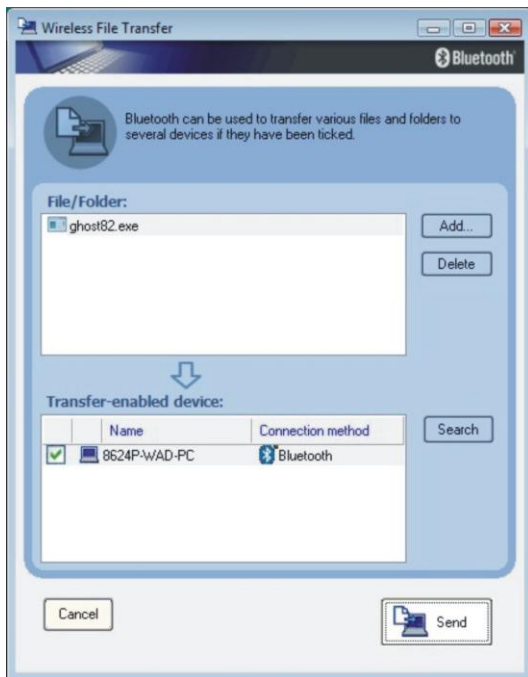 Wireless File Transfer
Bluetooth
Bluetooth can be used to transfer various files and folders to
several devices if they have been ticked.
File/Folder:
ghost82.exe
Add...
Delete
Transfer-enabled device:
Name Connection method
Search
8624P-WAD-PC Bluetooth
Cancel
Send